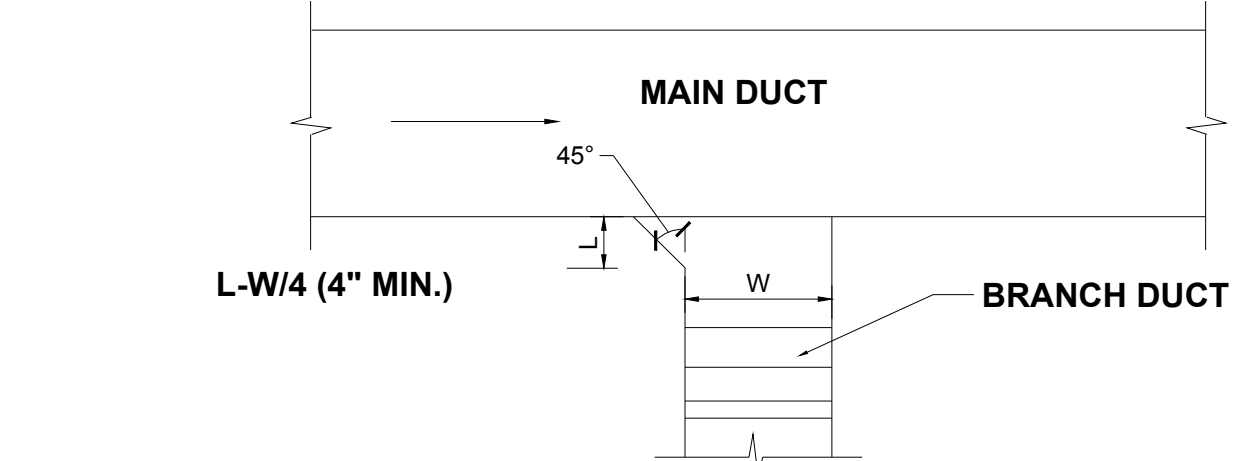 MAIN DUCT
45°
L
L-W/4 (4" MIN.)
W
BRANCH DUCT